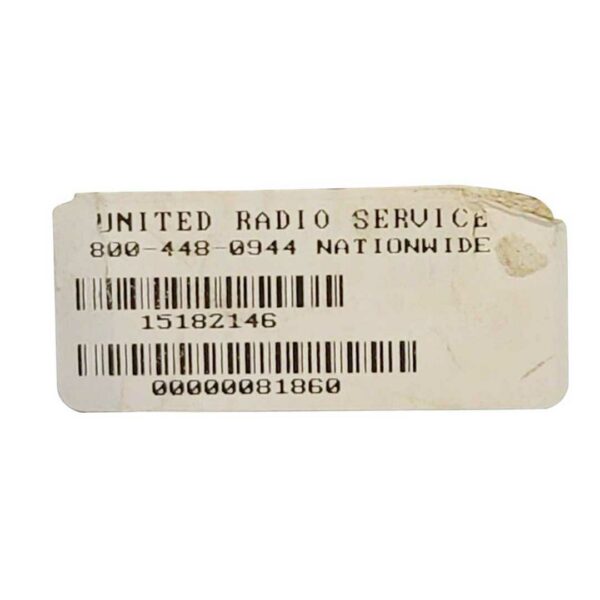 UNITED RADIO SERVICE
800-448-0944 NATIONWIDE
15182146
00000081860